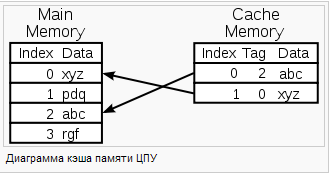 Main Memory
Index Data
0 xyz
1 pdq
2 abc
3 rgf
Cache Memory
Index Tag Data
0 2 abc
1 0 xyz
Диаграмма кэша памяти ЦПУ